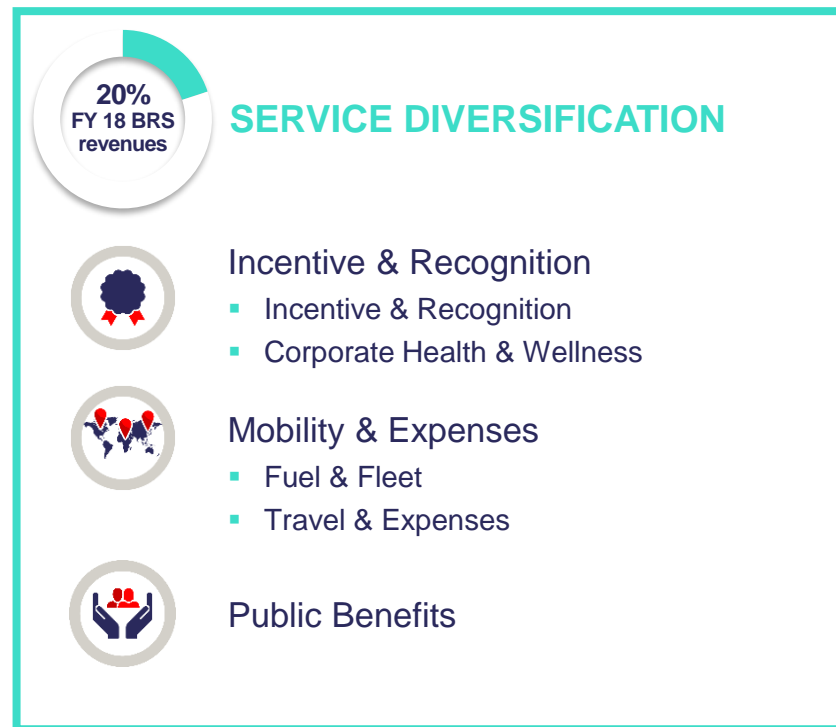 20%
FY 18 BRS
revenues
SERVICE DIVERSIFICATION
Incentive & Recognition
▪ Incentive & Recognition
▪ Corporate Health & Wellness
Mobility & Expenses
▪ Fuel & Fleet
▪ Travel & Expenses
Public Benefits